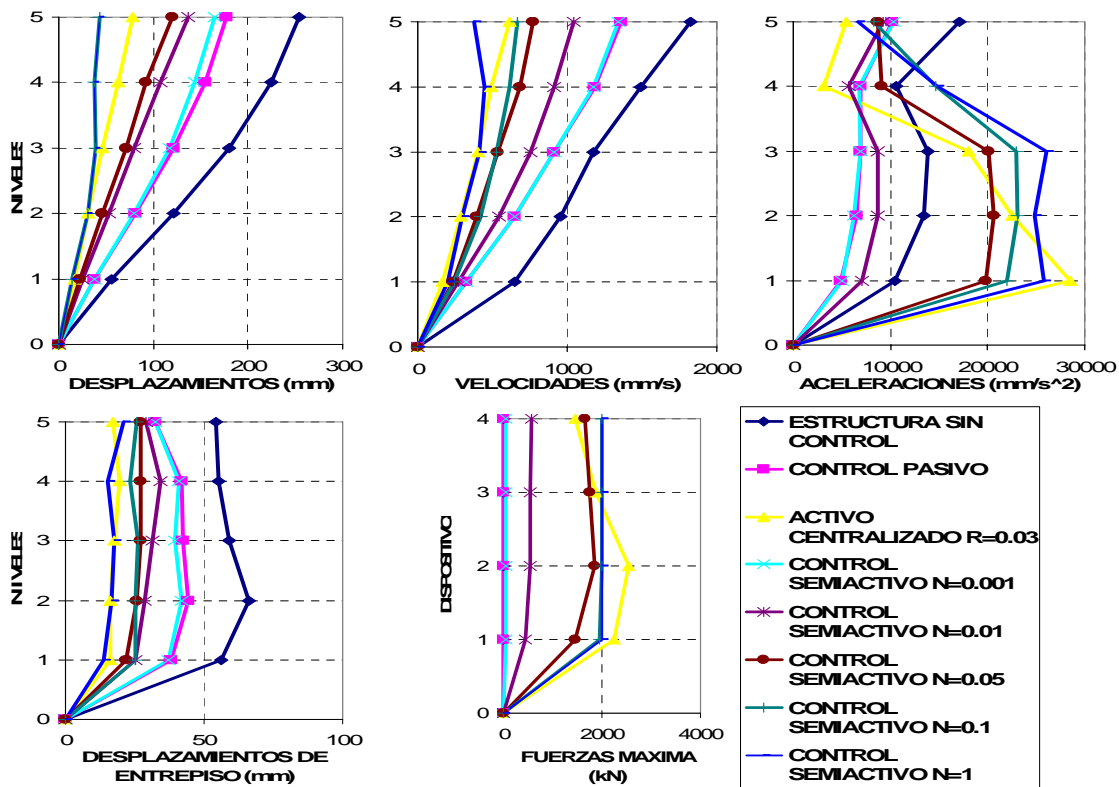 5
4
3
2
1
0
NIVELES
0
100
200
300
DESPLAZAMIENTOS (mm)
5
4
3
2
1
0
0
1000
2000
VELOCIDADES (mm/s)
5
4
3
2
1
0
0
10000
20000
30000
ACELERACIONES (mm/s^2)
5
4
3
2
1
0
NIVELES
0
50
100
DESPLAZAMIENTOS DE
ENTREPISO (mm)
4
3
2
1
0
DISPOSITIVO
0
2000
4000
FUERZAS MAXIMA
(kN)
ESTRUCTURA SIN
CONTROL
CONTROL PASIVO
ACTIVO
CENTRALIZADO R=0.03
CONTROL
SEMIACTIVO N=0.001
CONTROL
SEMIACTIVO N=0.01
CONTROL
SEMIACTIVO N=0.05
CONTROL
SEMIACTIVO N=0.1
CONTROL
SEMIACTIVO N=1